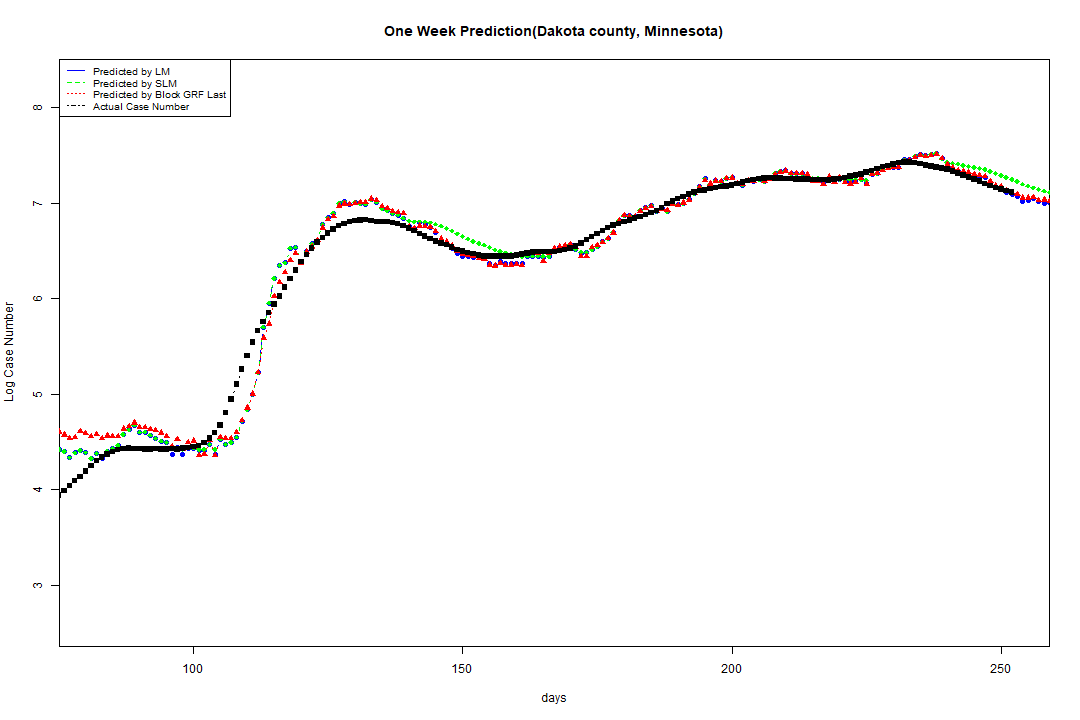 One Week Prediction(Dakota county, Minnesota)
Predicted by LM
Predicted by SLM
Predicted by Block GRF Last
Actual Case Number
8
7
6
5
4
3
Log Case Number
100 150 200 250
days